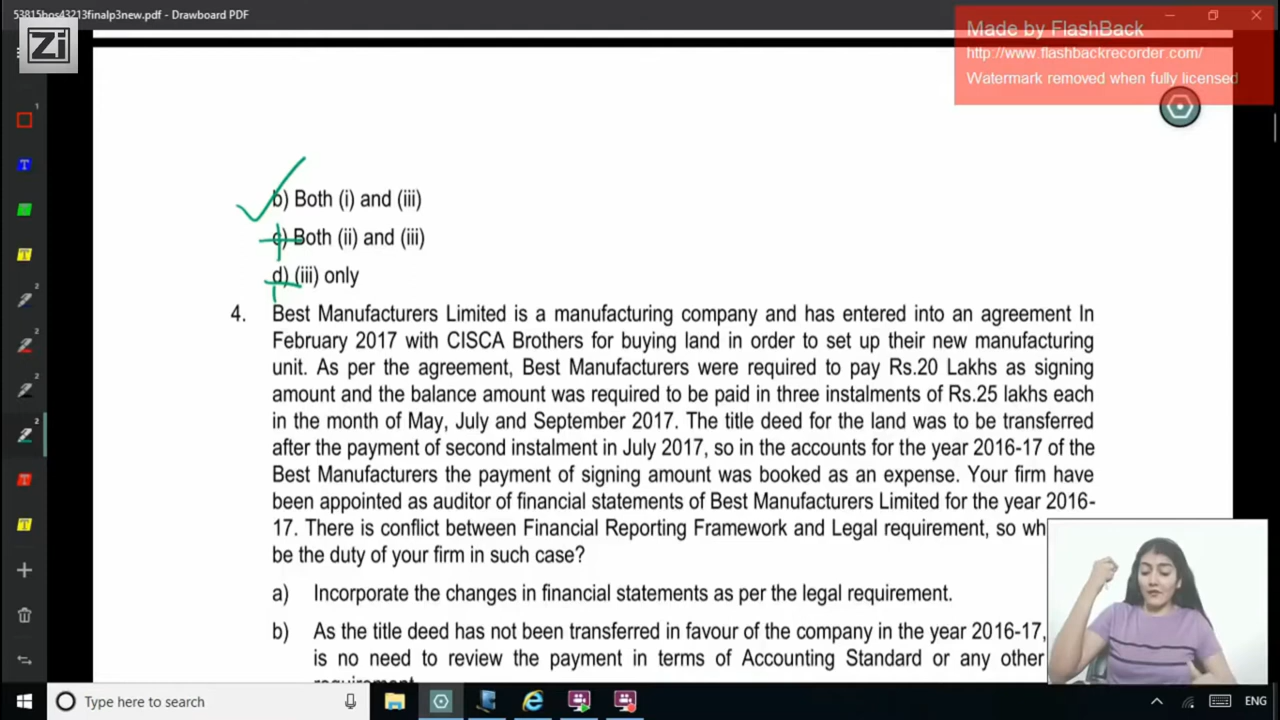 53815bos43213finalp3new.pdf - Drawboard PDF
Zi
Made by FlashBack
http://www.flashbackrecorder.com/
Watermark removed when fully licensed
b) Both (i) and (iii)
c) Both (ii) and (iii)
d) (iii) only
4. Best Manufacturers Limited is a manufacturing company and has entered into an agreement In
February 2017 with CISCA Brothers for buying land in order to set up their new manufacturing
unit. As per the agreement, Best Manufacturers were required to pay Rs.20 Lakhs as signing
amount and the balance amount was required to be paid in three instalments of Rs.25 lakhs each
in the month of May, July and September 2017. The title deed for the land was to be transferred
after the payment of second instalment in July 2017, so in the accounts for the year 2016-17 of the
Best Manufacturers the payment of signing amount was booked as an expense. Your firm have
been appointed as auditor of financial statements of Best Manufacturers Limited for the year 2016-
17. There is conflict between Financial Reporting Framework and Legal requirement, so
be the duty of your firm in such case?
a) Incorporate the changes in financial statements as per the legal requirement.
b) As the title deed has not been transferred in favour of the company in the year 2016-17,
is no need to review the payment in terms of Accounting Standard or any other
Type here to search
ENG